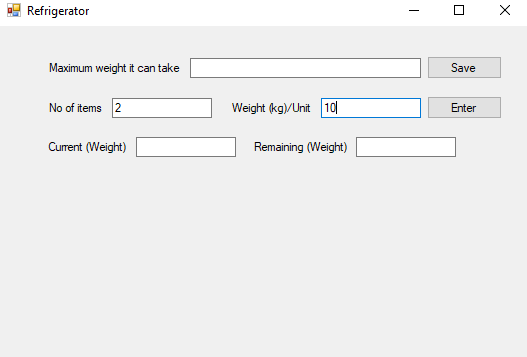 Refrigerator
Maximum weight it can take Save
No of items 2 Weight (kg)/Unit 10 Enter
Current (Weight) Remaining (Weight)